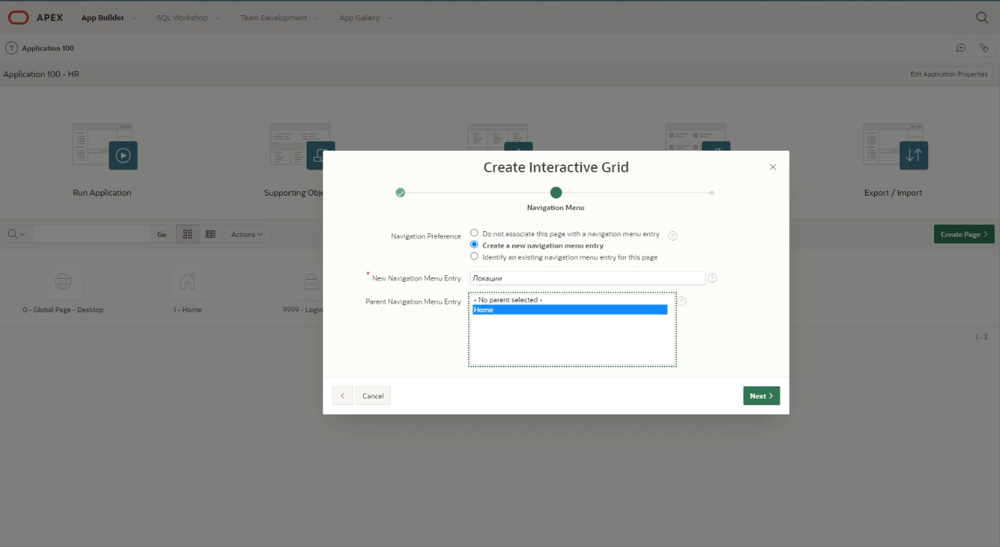 APEX App Builder SQL Workshop Team Development App Gallery
Application 100
Application 100 - HR
Edit Application Properties
Run Application
Supporting Obje
Export / Import
Go
Actions
Create Page
0 - Global Page - Desktop
1 - Home
9999 - Login
1 - 3
Create Interactive Grid
Navigation Menu
Navigation Preference
Do not associate this page with a navigation menu entry
Create a new navigation menu entry
Identify an existing navigation menu entry for this page
* New Navigation Menu Entry Локации
Parent Navigation Menu Entry
- No parent selected -
Home
Cancel
Next